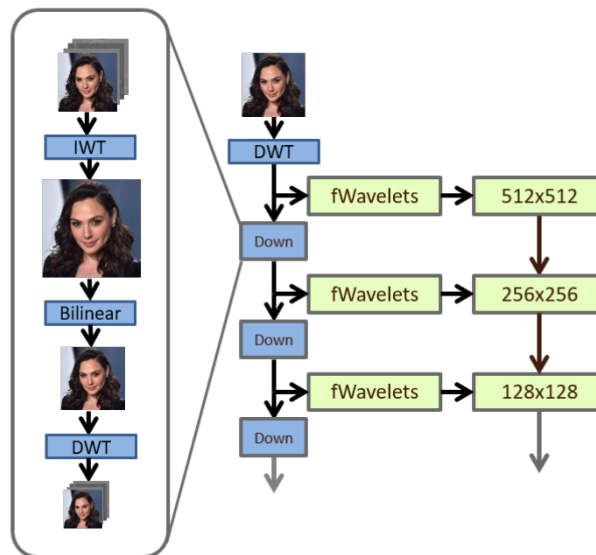 IWT
Bilinear
DWT
DWT
fWavelets
512x512
Down
fWavelets
256x256
Down
fWavelets
128x128
Down